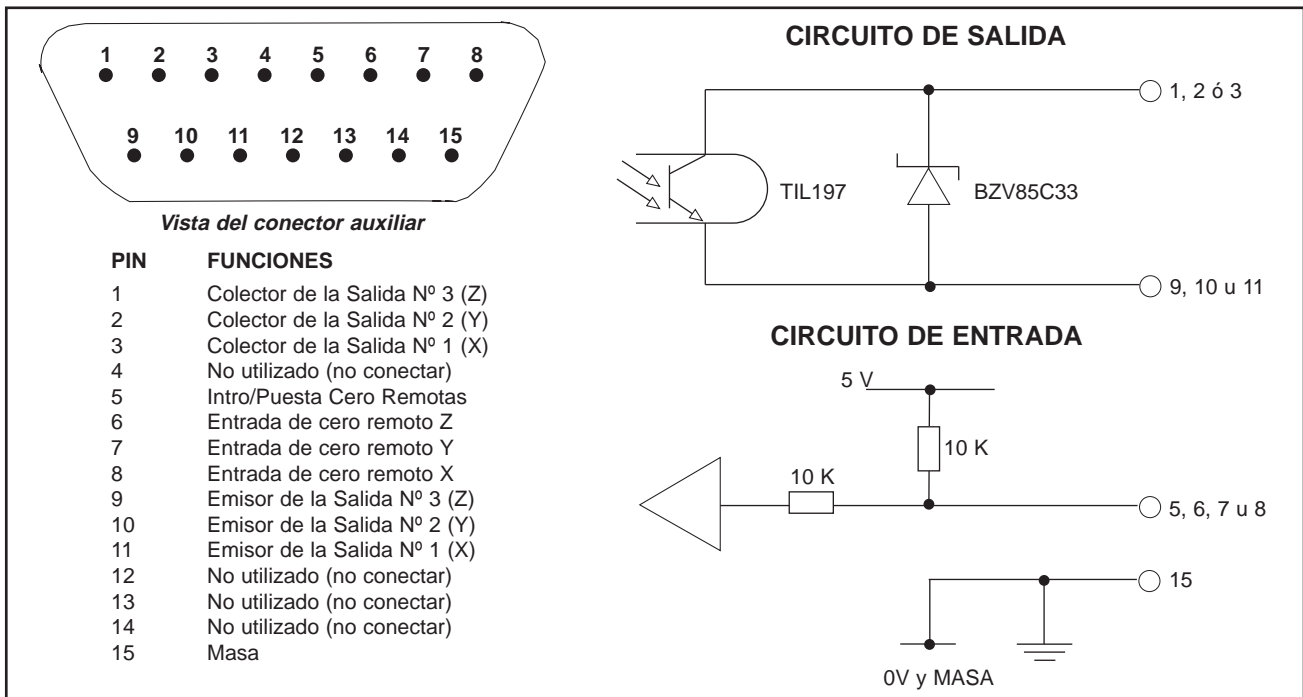 1 2 3 4 5 6 7 8
9 10 11 12 13 14 15
Vista del conector auxiliar
PIN FUNCIONES
1 Colector de la Salida Nº 3 (Z)
2 Colector de la Salida Nº 2 (Y)
3 Colector de la Salida Nº 1 (X)
4 No utilizado (no conectar)
5 Intro/Puesta Cero Remotas
6 Entrada de cero remoto Z
7 Entrada de cero remoto Y
8 Entrada de cero remoto X
9 Emisor de la Salida Nº 3 (Z)
10 Emisor de la Salida Nº 2 (Y)
11 Emisor de la Salida Nº 1 (X)
12 No utilizado (no conectar)
13 No utilizado (no conectar)
14 No utilizado (no conectar)
15 Masa
CIRCUITO DE SALIDA
1, 2 ó 3
TIL197
BZV85C33
9, 10 u 11
CIRCUITO DE ENTRADA
5 V
10 K
10 K
5, 6, 7 u 8
15
0V y MASA